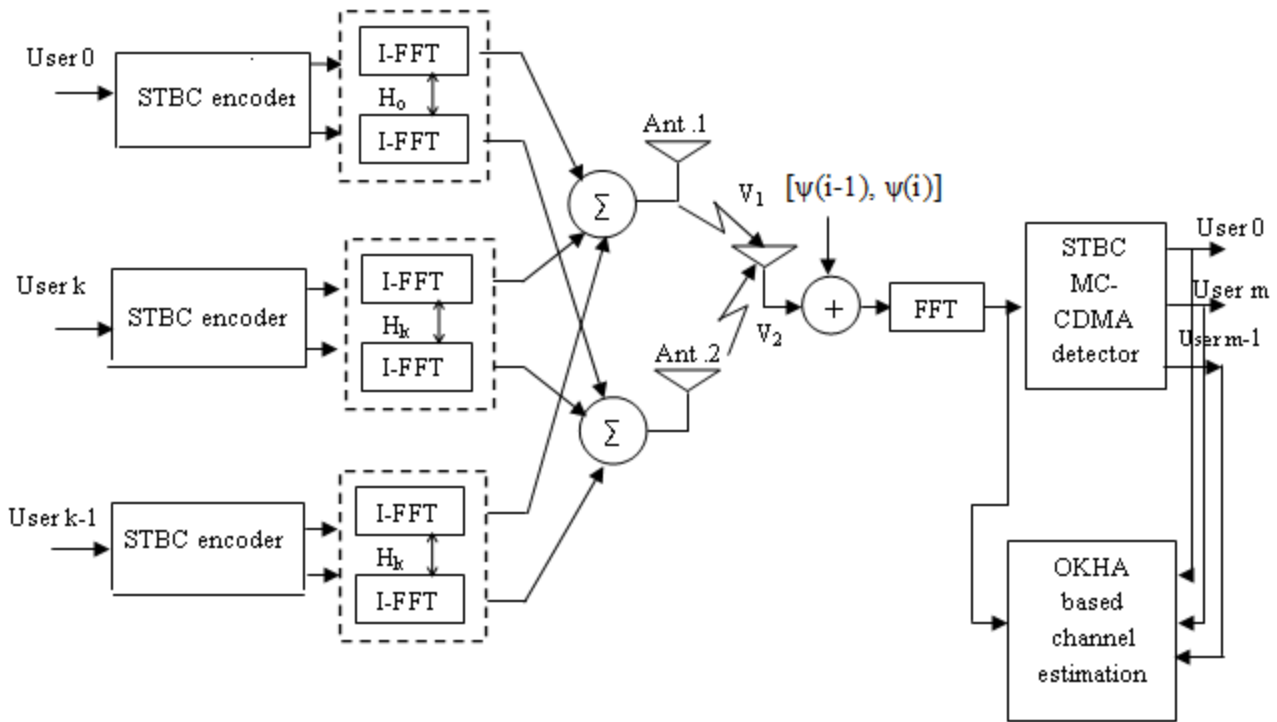 User 0
STBC encoder
I-FFT
H₀
I-FFT
User k
STBC encoder
I-FFT
Hₖ
I-FFT
User k-1
STBC encoder
I-FFT
Hₖ
I-FFT
Σ
Σ
Ant .1
Ant .2
V₁
V₂
[ψ(i-1), ψ(i)]
+
FFT
STBC
MC-
CDMA
detector
User 0
User m
User m-1
OKHA
based
channel
estimation